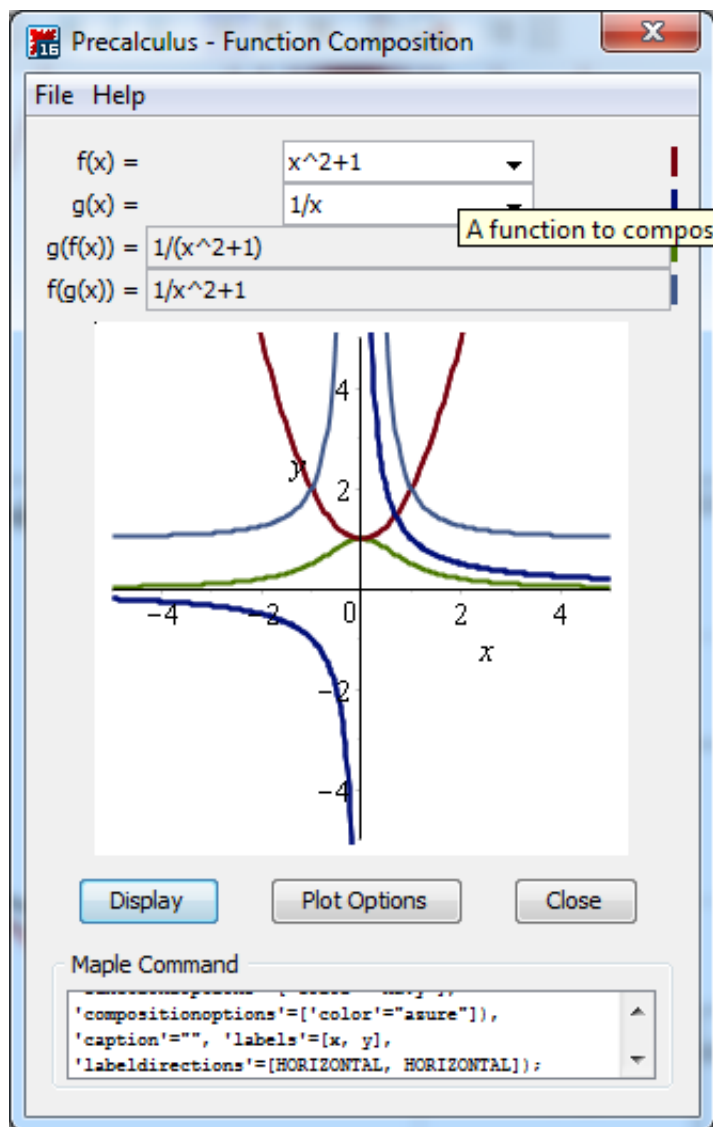 16
Precalculus - Function Composition
X
File Help
f(x) = x^2+1
g(x) = 1/x
A function to compos
g(f(x)) = 1/(x^2+1)
f(g(x)) = 1/x^2+1
4
y
2
-4 -2 0 2 4
x
-2
-4
Display Plot Options Close
Maple Command
'compositionoptions'=['color'="azure"]),
'caption'="", 'labels'=[x, y],
'labeldirections'=[HORIZONTAL, HORIZONTAL]);